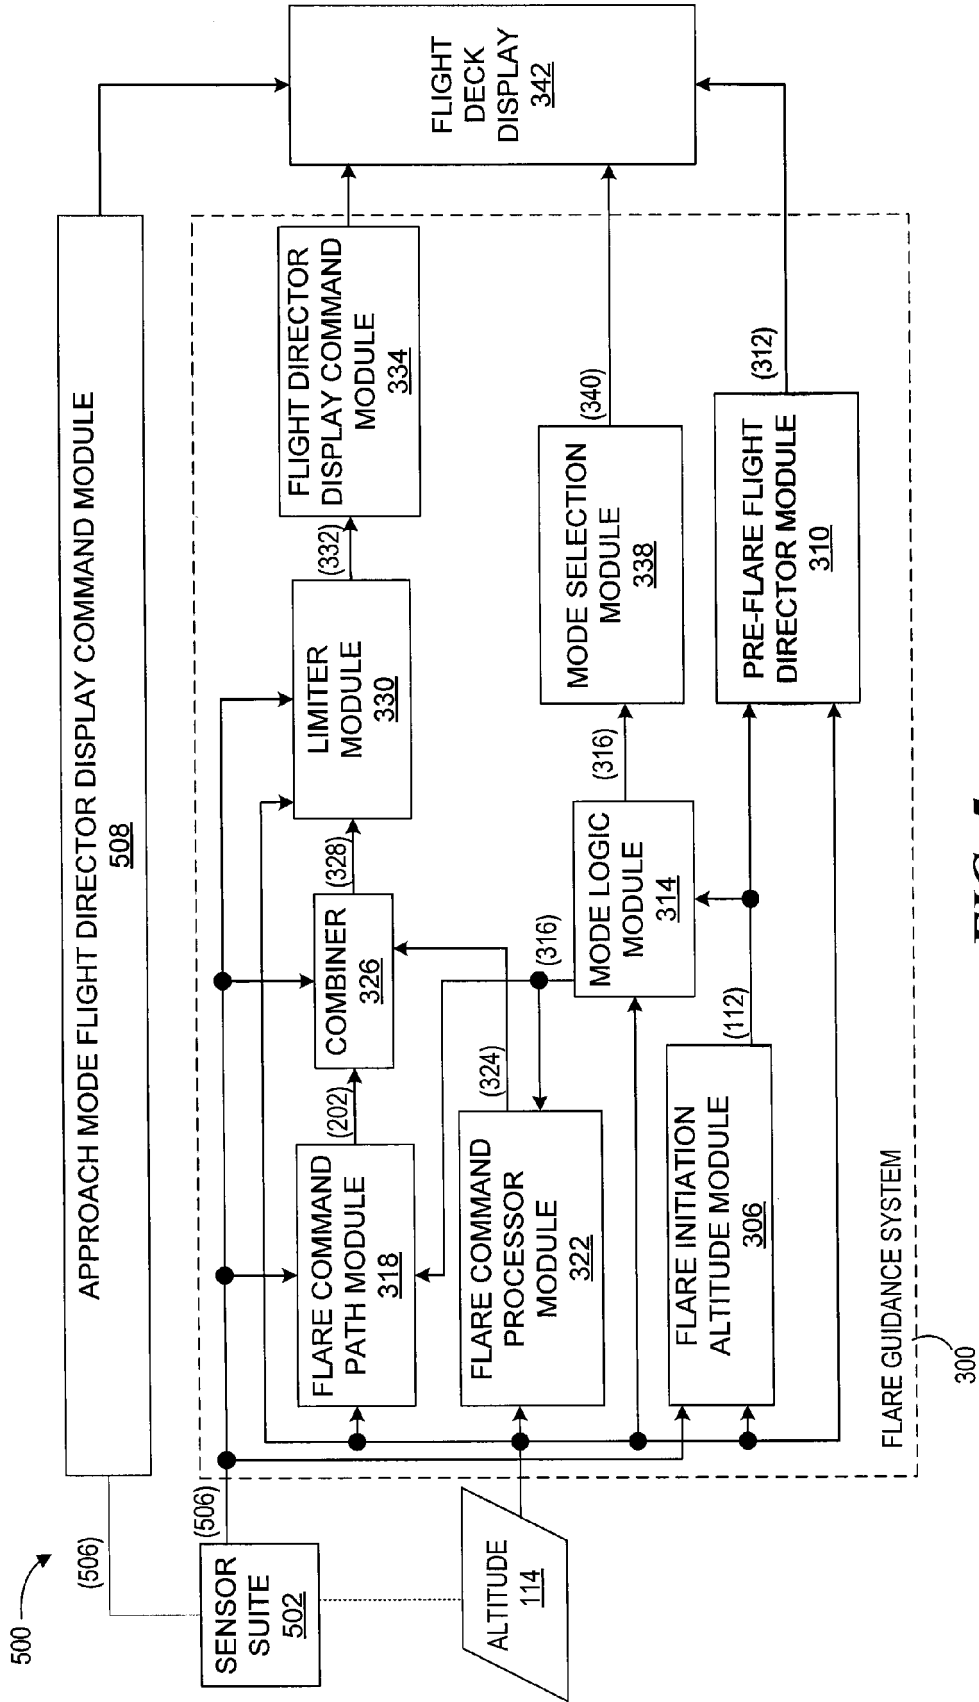 500
(506)
APPROACH MODE FLIGHT DIRECTOR DISPLAY COMMAND MODULE
508
SENSOR
SUITE
502
(506)
ALTITUDE
114
FLARE COMMAND
PATH MODULE
318
(202)
COMBINER
326
(328)
LIMITER
MODULE
330
(332)
FLIGHT DIRECTOR
DISPLAY COMMAND
MODULE
334
FLIGHT
DECK
DISPLAY
342
FLARE COMMAND
PROCESSOR
MODULE
322
(324)
(316)
MODE LOGIC
MODULE
314
(316)
MODE SELECTION
MODULE
338
(340)
FLARE INITIATION
ALTITUDE MODULE
306
(112)
PRE-FLARE FLIGHT
DIRECTOR MODULE
310
(312)
FLARE GUIDANCE SYSTEM
300